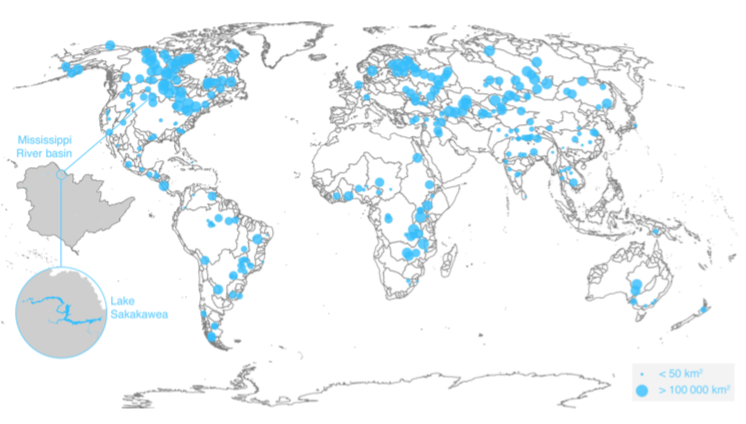 Mississippi
River basin
Lake
Sakakawea
< 50 km²
> 100 000 km²